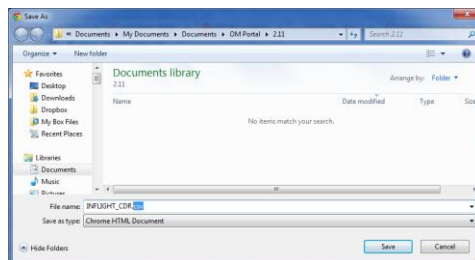 Save As
« Documents ▸ My Documents ▸ Documents ▸ OM Portal ▸ 2.11
Search 2.11
Organize
New folder
Favorites
Desktop
Downloads
Dropbox
My Box Files
Recent Places
Libraries
Documents
Music
Pictures
Documents library
2.11
Arrange by: Folder
Name
Date modified
Type
Size
No items match your search.
File name: INFLIGHT_CDR.csv
Save as type: Chrome HTML Document
Hide Folders
Save
Cancel